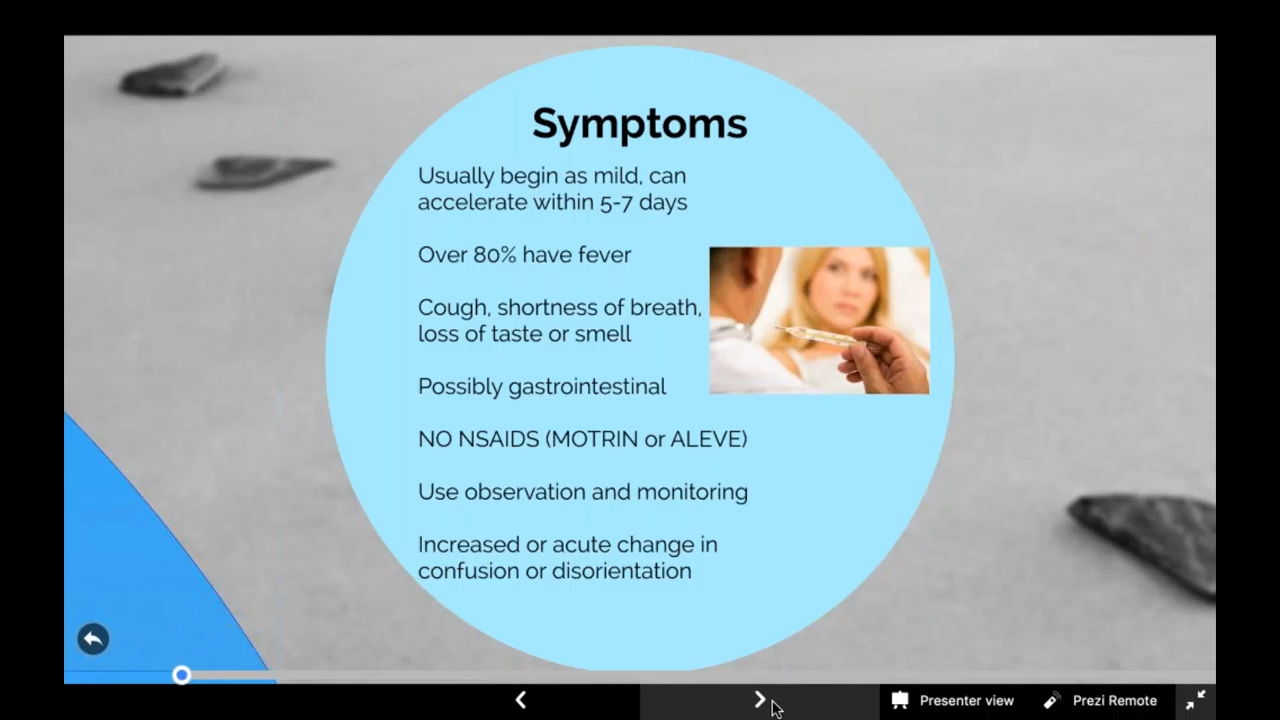 Symptoms
Usually begin as mild, can
accelerate within 5-7 days
Over 80% have fever
Cough, shortness of breath,
loss of taste or smell
Possibly gastrointestinal
NO NSAIDS (MOTRIN or ALEVE)
Use observation and monitoring
Increased or acute change in
confusion or disorientation
Presenter view
Prezi Remote